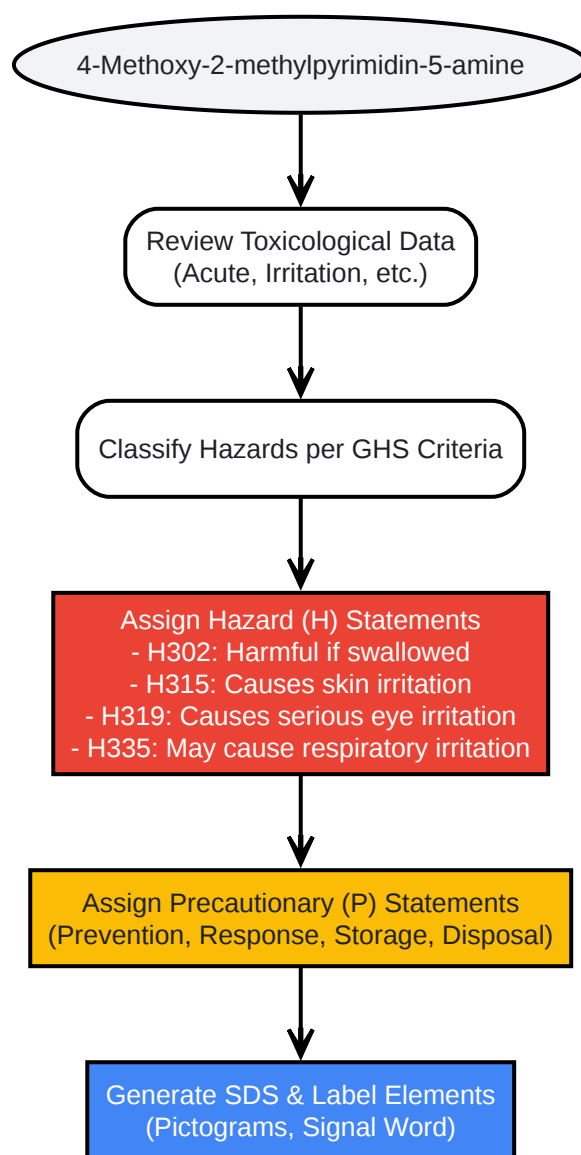 4-Methoxy-2-methylpyrimidin-5-amine
Review Toxicological Data
(Acute, Irritation, etc.)
Classify Hazards per GHS Criteria
Assign Hazard (H) Statements
- H302: Harmful if swallowed
- H315: Causes skin irritation
- H319: Causes serious eye irritation
- H335: May cause respiratory irritation
Assign Precautionary (P) Statements
(Prevention, Response, Storage, Disposal)
Generate SDS & Label Elements
(Pictograms, Signal Word)